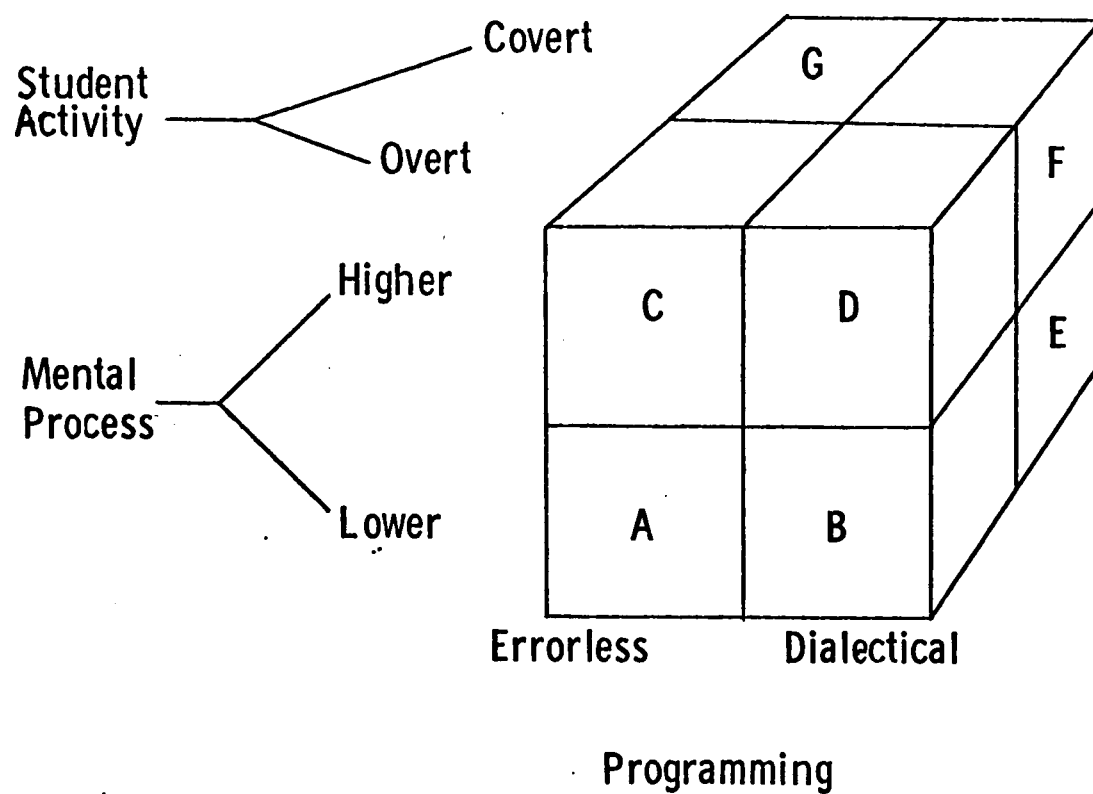 Covert
G
Student
Activity
Overt
F
Higher
C
D
E
Mental
Process
Lower
A
B
Errorless
Dialectical
Programming